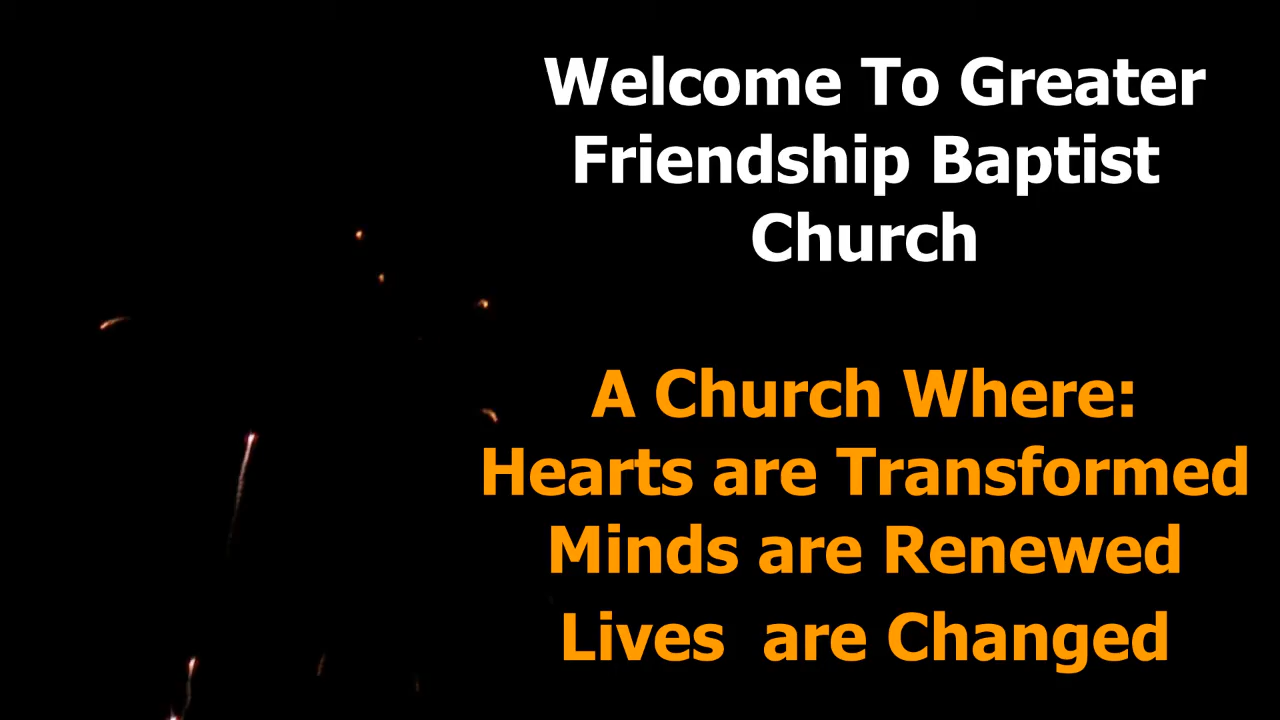 Welcome To Greater
Friendship Baptist
Church
A Church Where:
Hearts are Transformed
Minds are Renewed
Lives  are Changed